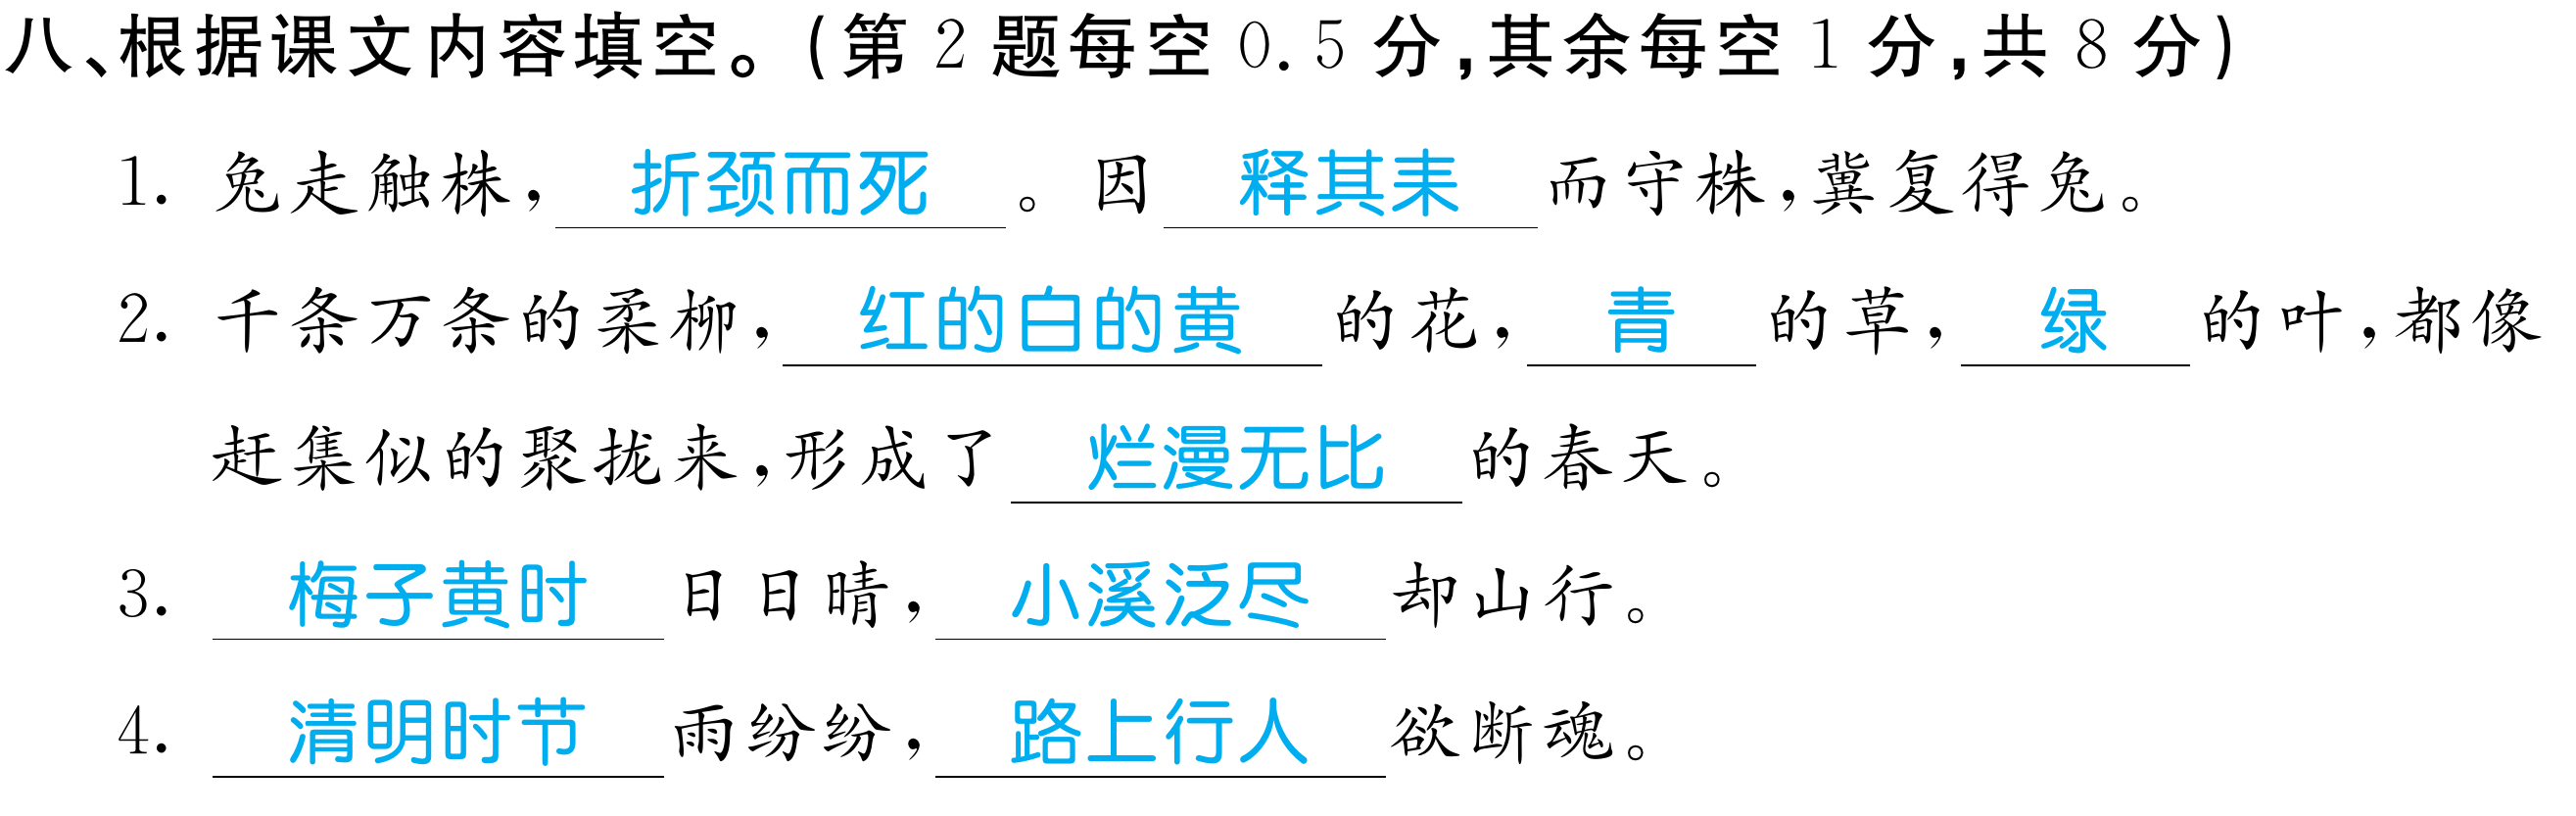 八、根据课文内容填空。(第 2 题每空 0.5 分,其余每空 1 分,共 8 分)
1. 兔走触株,折颈而死。因释其耒而守株,冀复得兔。
2. 千条万条的柔柳,红的白的黄的花,青的草,绿的叶,都像
赶集似的聚拢来,形成了烂漫无比的春天。
3. 梅子黄时日日晴,小溪泛尽却山行。
4. 清明时节雨纷纷,路上行人欲断魂。